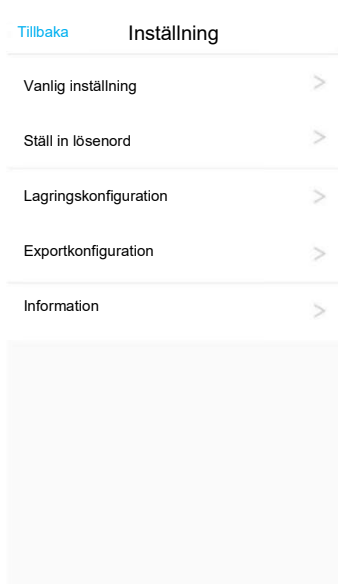 Tillbaka Inställning
Vanlig inställning >
Ställ in lösenord >
Lagringskonfiguration >
Exportkonfiguration >
Information >